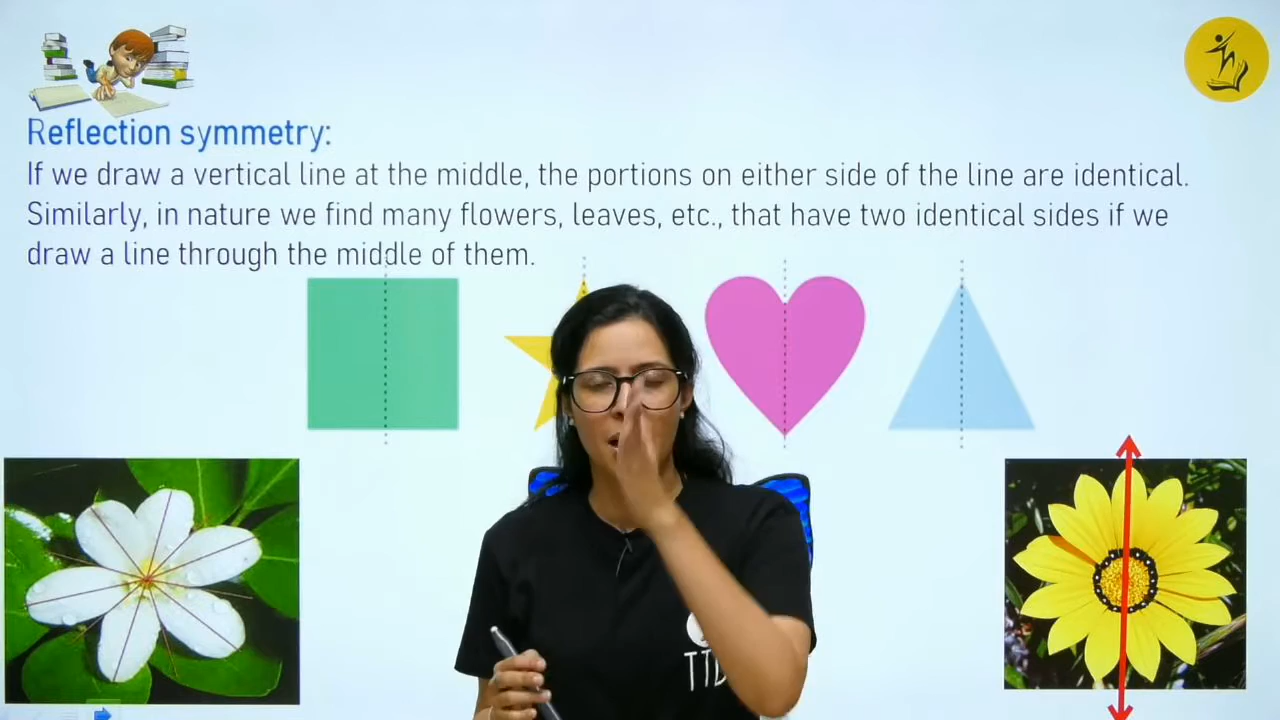 Reflection symmetry:
If we draw a vertical line at the middle, the portions on either side of the line are identical.
Similarly, in nature we find many flowers, leaves, etc., that have two identical sides if we
draw a line through the middle of them.